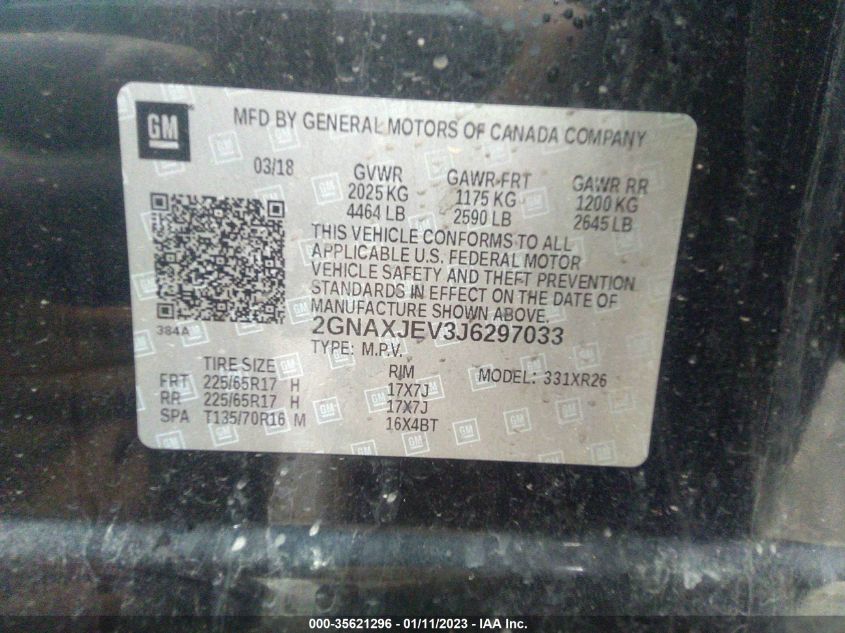 GM
MFD BY GENERAL MOTORS OF CANADA COMPANY
03/18 GVWR GAWR-FRT GAWR RR
2025 KG 1175 KG 1200 KG
4464 LB 2590 LB 2645 LB
THIS VEHICLE CONFORMS TO ALL
APPLICABLE U.S. FEDERAL MOTOR
VEHICLE SAFETY AND THEFT PREVENTION
STANDARDS IN EFFECT ON THE DATE OF
MANUFACTURE SHOWN ABOVE.
384A
2GNAXJEV3J6297033
TYPE: M.P.V.
TIRE SIZE RIM MODEL: 331XR26
FRT 225/65R17 H 17X7J
RR 225/65R17 H 17X7J
SPA T135/70R16 M 16X4BT
000-35621296 - 01/11/2023 - IAA Inc.